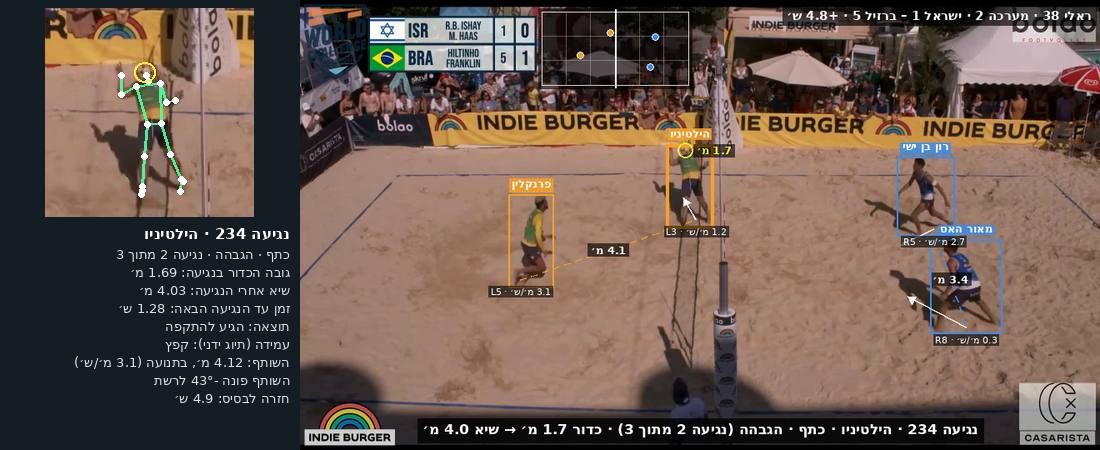 ראלי 38 · מערכה 2 · ישראל 1 – ברזיל 5 · +4.8 ש׳
ISR R.B. ISHAY M. HAAS 1 0
BRA HILTINHO FRANKLIN 5 1
bolao
FOOTVOLLEY
INDIE BURGER
bolao
INDIE BURGER
INDIE BURGER
CASARISTA
bolao
הילטיניו
1.7 מ׳
פרנקלין
רון בן ישי
מאור האס
L3 · 1.2 מ׳/ש׳
R5 · 2.7 מ׳/ש׳
4.1 מ׳
3.4 מ׳
L5 · 3.1 מ׳/ש׳
R8 · 0.3 מ׳/ש׳
נגיעה 234 · הילטיניו
כתף · הגבהה · נגיעה 2 מתוך 3
גובה הכדור בנגיעה: 1.69 מ׳
שיא אחרי הנגיעה: 4.03 מ׳
זמן עד הנגיעה הבאה: 1.28 ש׳
תוצאה: הגיע להתקפה
עמידה (תיוג ידני): קפץ
השותף: 4.12 מ׳, בתנועה (3.1 מ׳/ש׳)
השותף פונה -43° לרשת
חזרה לבסיס: 4.9 ש׳
נגיעה 234 · הילטיניו · כתף · הגבהה (נגיעה 2 מתוך 3) · כדור 1.7 מ׳ → שיא 4.0 מ׳
INDIE BURGER
CASARISTA